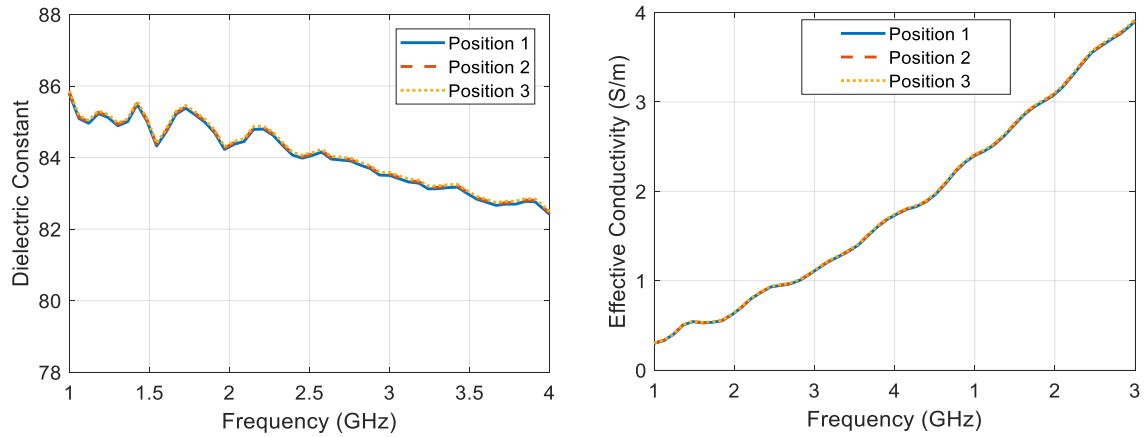 88
86
84
82
80
78
Dielectric Constant
Position 1
Position 2
Position 3
1 1.5 2 2.5 3 3.5 4
Frequency (GHz)
4
3
2
1
0
Effective Conductivity (S/m)
Position 1
Position 2
Position 3
1 2 3 4 1 2 3
Frequency (GHz)